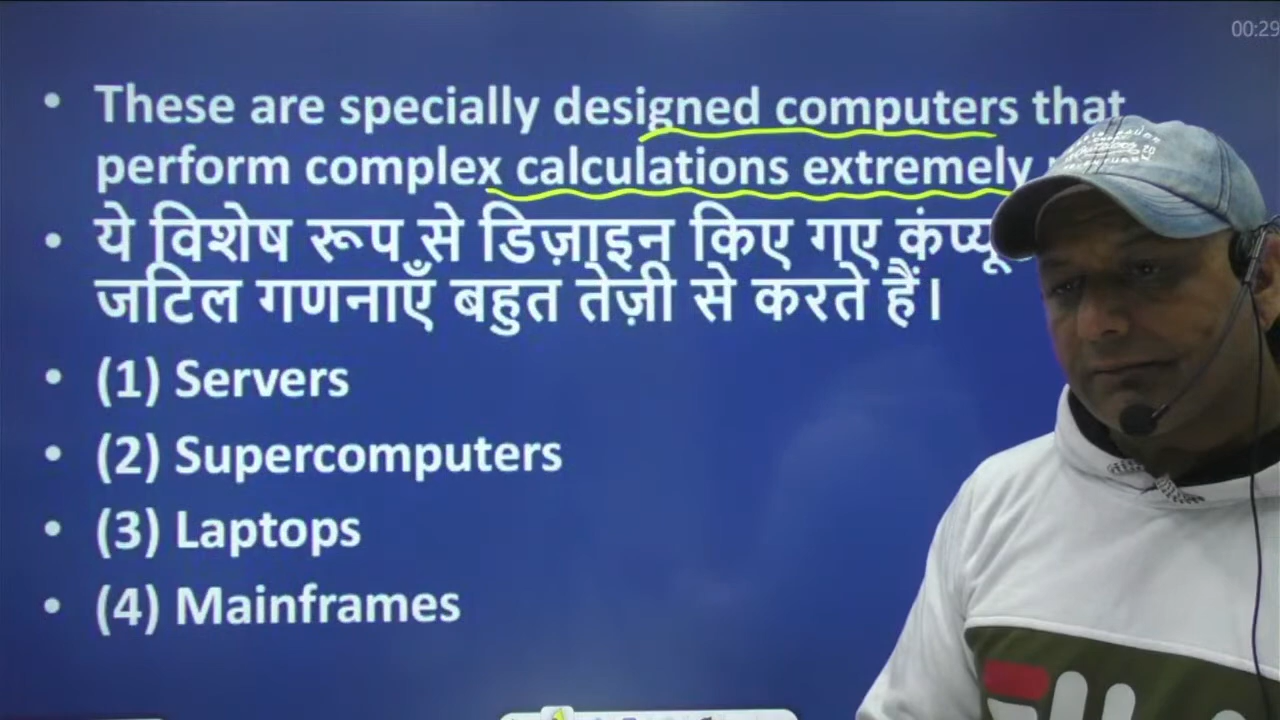 00:29
These are specially designed computers that
perform complex calculations extremely
ये विशेष रूप से डिज़ाइन किए गए
जटिल गणनाएँ बहुत तेज़ी से करते हैं।
(1) Servers
(2) Supercomputers
(3) Laptops
(4) Mainframes